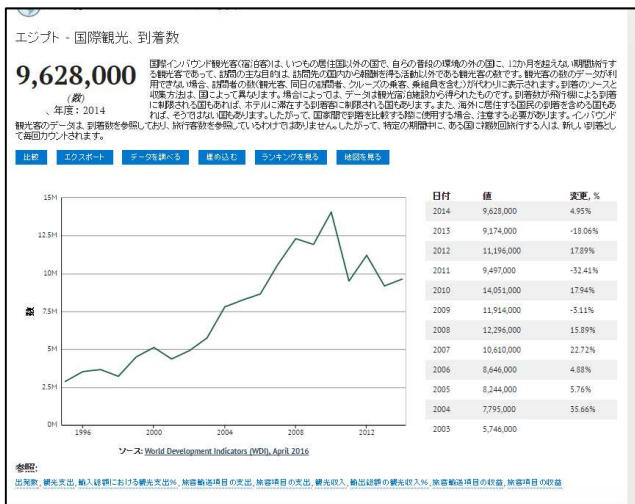 エジプト - 国際観光、到着数
9,628,000
(数)
、年度：2014
国際インバウンド観光客(宿泊客)は、いつもの居住国以外の国で、自らの普段の環境の外の国に、12か月を超えない期間旅行す
る観光客であって、訪問の主な目的は、訪問先の国内から報酬を得る活動以外である観光客の数です。観光客の数のデータが利
用できない場合、訪問者の数(観光客、同日の訪問者、クルーズの乗客、乗組員を含む)が代わりに表示されます。到着のソースと
収集方法は、国によって異なります。場合によっては、データは観光宿泊施設から得られたものです。到着数が飛行機による到着
に制限される国もあれば、ホテルに滞在する到着客に制限される国もあります。また、海外に居住する国民の到着を含める国もあ
れば、そうではない国もあります。したがって、国家間で到着を比較する際に使用する場合、注意する必要があります。インバウンド
観光客のデータは、到着数を参照しており、旅行客数を参照しているわけではありません。したがって、特定の期間中に、ある国に複数回旅行する人は、新しい到着とし
て毎回カウントされます。
比較 エクスポート データを調べる 埋め込む ランキングを見る 地図を見る
15M
12.5M
10M
7.5M
5M
2.5M
0M
数
1996 2000 2004 2008 2012
日付 値 変更, %
2014 9,628,000 4.95%
2013 9,174,000 -18.06%
2012 11,196,000 17.89%
2011 9,497,000 -32.41%
2010 14,051,000 17.94%
2009 11,914,000 -3.11%
2008 12,296,000 15.89%
2007 10,610,000 22.72%
2006 8,646,000 4.88%
2005 8,244,000 5.76%
2004 7,795,000 35.66%
2003 5,746,000
ソース: World Development Indicators (WDI), April 2016
参照:
出発数, 観光支出, 輸入総額における観光支出%, 旅客輸送項目の支出, 旅客項目の支出, 観光収入, 輸出総額の観光収入%, 旅客輸送項目の収益, 旅客項目の収益